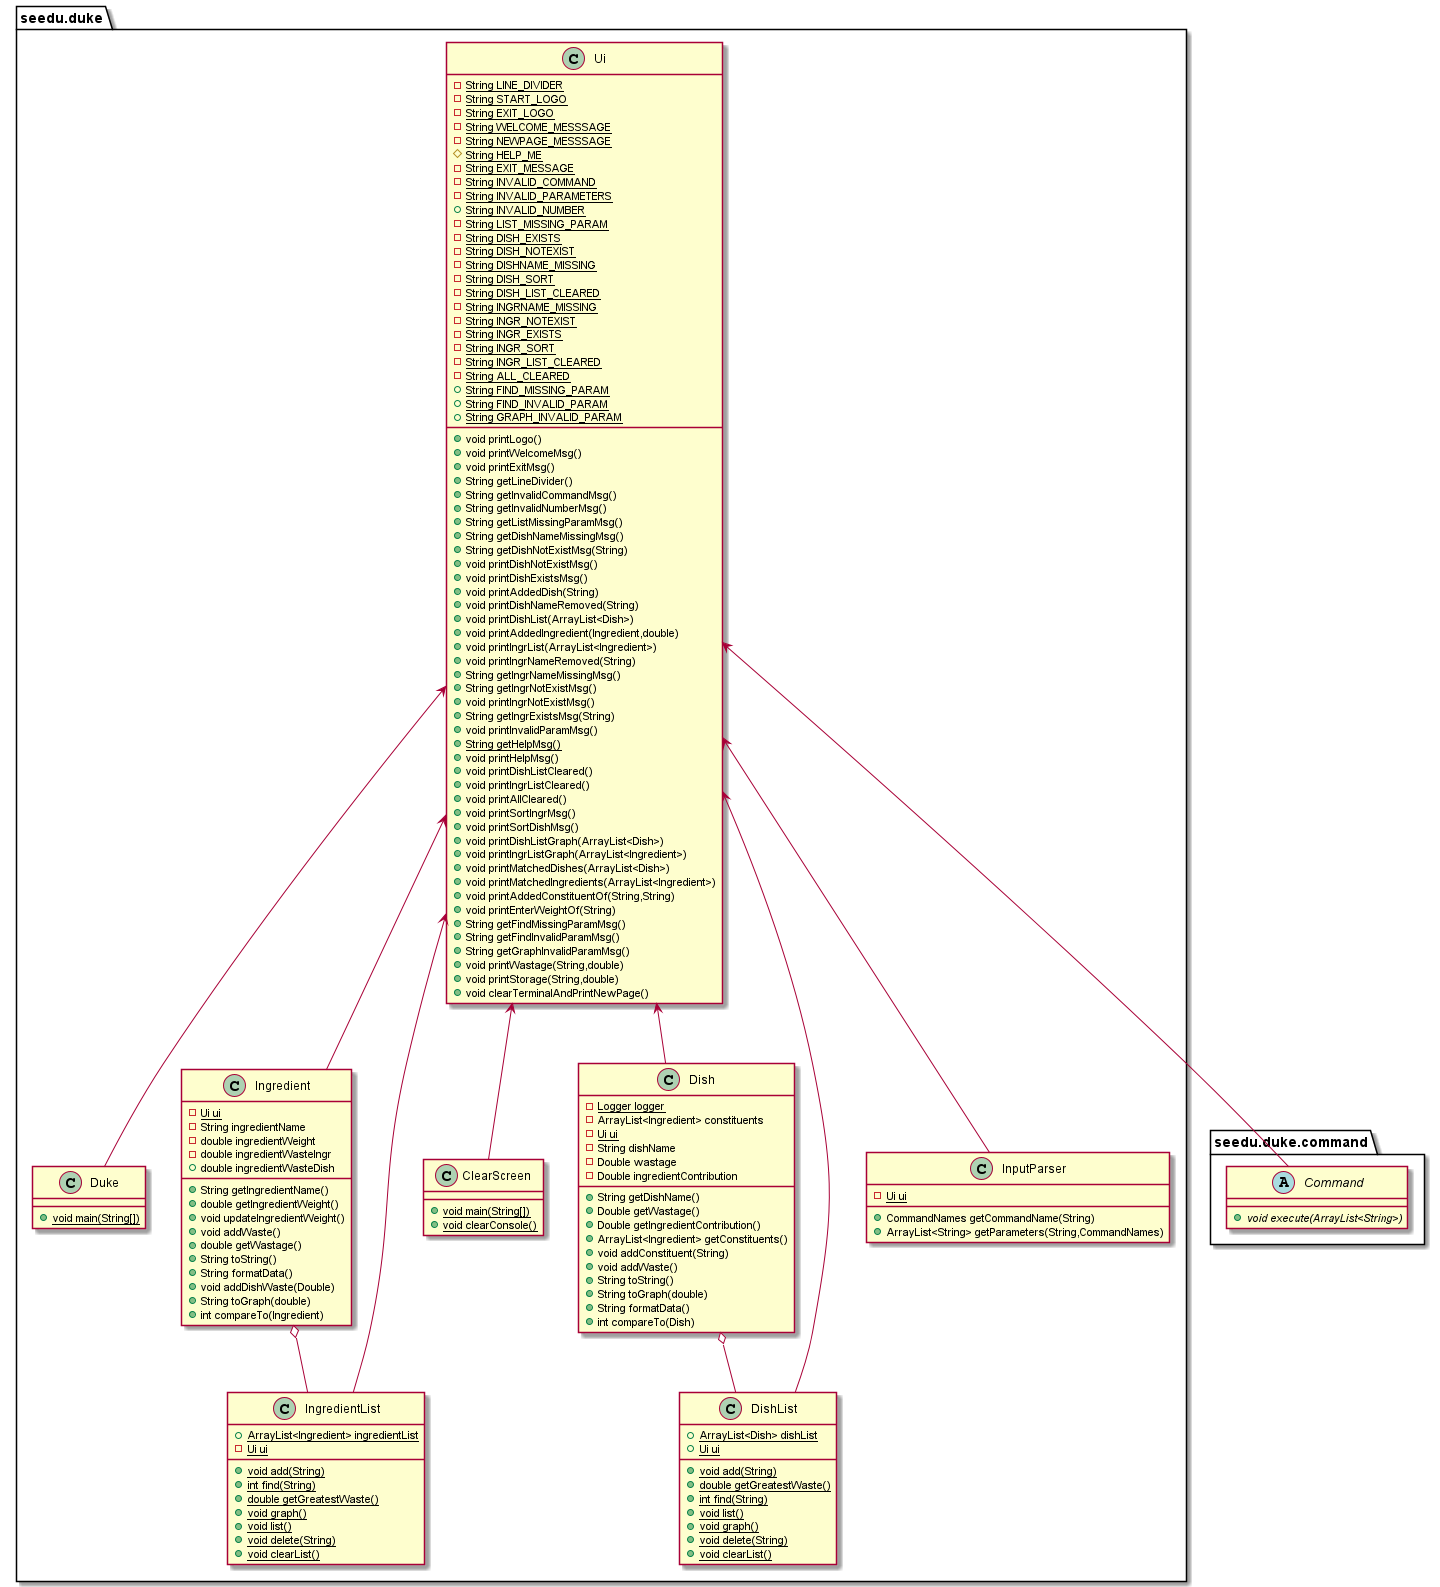 seedu.duke
C Ui
String LINE_DIVIDER
String START_LOGO
String EXIT_LOGO
String WELCOME_MESSSAGE
String NEWPAGE_MESSSAGE
String HELP_ME
String EXIT_MESSAGE
String INVALID_COMMAND
String INVALID_PARAMETERS
String INVALID_NUMBER
String LIST_MISSING_PARAM
String DISH_EXISTS
String DISH_NOTEXIST
String DISHNAME_MISSING
String DISH_SORT
String DISH_LIST_CLEARED
String INGRNAME_MISSING
String INGR_NOTEXIST
String INGR_EXISTS
String INGR_SORT
String INGR_LIST_CLEARED
String ALL_CLEARED
String FIND_MISSING_PARAM
String FIND_INVALID_PARAM
String GRAPH_INVALID_PARAM
void printLogo()
void printWelcomeMsg()
void printExitMsg()
String getLineDivider()
String getInvalidCommandMsg()
String getInvalidNumberMsg()
String getListMissingParamMsg()
String getDishNameMissingMsg()
String getDishNotExistMsg(String)
void printDishNotExistMsg()
void printDishExistsMsg()
void printAddedDish(String)
void printDishNameRemoved(String)
void printDishList(ArrayList<Dish>)
void printAddedIngredient(Ingredient,double)
void printIngrList(ArrayList<Ingredient>)
void printIngrNameRemoved(String)
String getIngrNameMissingMsg()
String getIngrNotExistMsg()
void printIngrNotExistMsg()
String getIngrExistsMsg(String)
void printInvalidParamMsg()
String getHelpMsg()
void printHelpMsg()
void printDishListCleared()
void printIngrListCleared()
void printAllCleared()
void printSortIngrMsg()
void printSortDishMsg()
void printDishListGraph(ArrayList<Dish>)
void printIngrListGraph(ArrayList<Ingredient>)
void printMatchedDishes(ArrayList<Dish>)
void printMatchedIngredients(ArrayList<Ingredient>)
void printAddedConstituentOf(String,String)
void printEnterWeightOf(String)
String getFindMissingParamMsg()
String getFindInvalidParamMsg()
String getGraphInvalidParamMsg()
void printWastage(String,double)
void printStorage(String,double)
void clearTerminalAndPrintNewPage()
C Duke
void main(String[])
C Ingredient
Ui ui
String ingredientName
double ingredientWeight
double ingredientWasteIngr
double ingredientWasteDish
String getIngredientName()
double getIngredientWeight()
void updateIngredientWeight()
void addWaste()
double getWastage()
String toString()
String formatData()
void addDishWaste(Double)
String toGraph(double)
int compareTo(Ingredient)
C ClearScreen
void main(String[])
void clearConsole()
C Dish
Logger logger
ArrayList<Ingredient> constituents
Ui ui
String dishName
Double wastage
Double ingredientContribution
String getDishName()
Double getWastage()
Double getIngredientContribution()
ArrayList<Ingredient> getConstituents()
void addConstituent(String)
void addWaste()
String toString()
String toGraph(double)
String formatData()
int compareTo(Dish)
C InputParser
Ui ui
CommandNames getCommandName(String)
ArrayList<String> getParameters(String,CommandNames)
seedu.duke.command
A Command
void execute(ArrayList<String>)
C IngredientList
ArrayList<Ingredient> ingredientList
Ui ui
void add(String)
int find(String)
double getGreatestWaste()
void graph()
void list()
void delete(String)
void clearList()
C DishList
ArrayList<Dish> dishList
Ui ui
void add(String)
double getGreatestWaste()
int find(String)
void list()
void graph()
void delete(String)
void clearList()